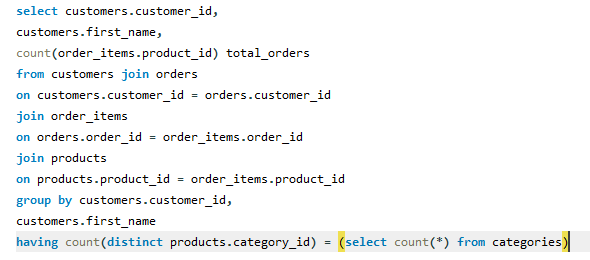 select customers.customer_id,
customers.first_name,
count(order_items.product_id) total_orders
from customers join orders
on customers.customer_id = orders.customer_id
join order_items
on orders.order_id = order_items.order_id
join products
on products.product_id = order_items.product_id
group by customers.customer_id,
customers.first_name
having count(distinct products.category_id) = (select count(*) from categories)